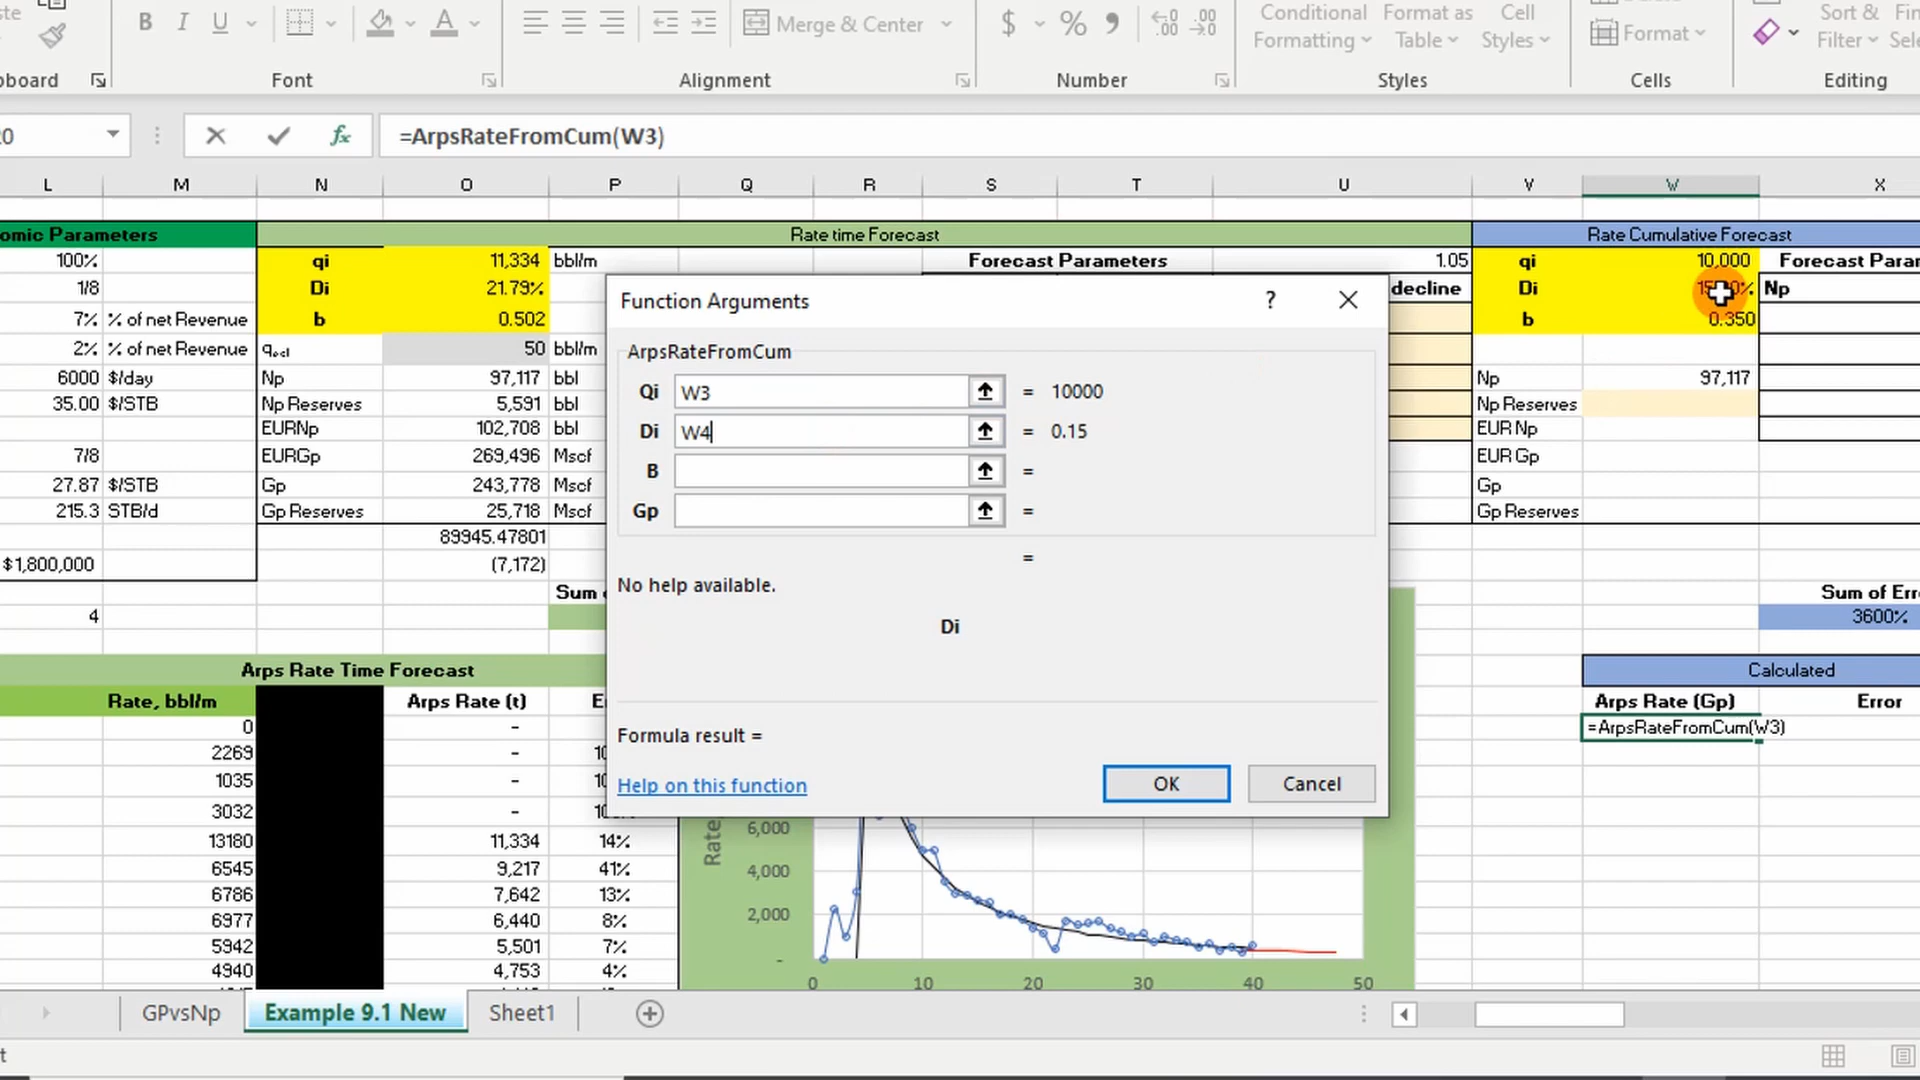 Conditional Format as Cell Sort &
B I U A Merge & Center $ % Formatting Table Styles Format Filter
Font Alignment Number Styles Cells Editing
=ArpsRateFromCum(W3)
L M N O P Q R S T U V W X
Rate time Forecast Rate Cumulative Forecast
100% qi 11,334 bbl/m Forecast Parameters 1.05 qi 10,000
1/8 Di 21.79% decline Di Np
7% % of net Revenue b 0.502 b 0.350
2% % of net Revenue 50 bbl/m
6000 $/day Np 97,117 bbl Np 97,117
35.00 $/STB Np Reserves 5,591 bbl Np Reserves
EURNp 102,708 bbl EUR Np
7/8 EURGp 269,496 Mscf EUR Gp
27.87 $/STB Gp 243,778 Mscf Gp
215.3 STB/d Gp Reserves 25,718 Mscf Gp Reserves
89945.47801
$1,800,000 (7,172)
Sum Sum of
4 3600%
Arps Rate Time Forecast Calculated
Rate, bbl/m Arps Rate (t) Arps Rate (Gp) Error
0 - =ArpsRateFromCum(W3)
2269 -
1035 -
3032 -
13180 11,334 14%
6545 9,217 41%
6786 7,642 13%
6977 6,440 8%
5942 5,501 7%
4940 4,753 4%
Function Arguments ?
ArpsRateFromCum
Qi W3 = 10000
Di W4 = 0.15
B =
Gp =
=
No help available.
Di
Formula result =
Help on this function OK Cancel
Rate
6,000
4,000
2,000
-
0 10 20 30 40 50
GPvsNp Example 9.1 New Sheet1